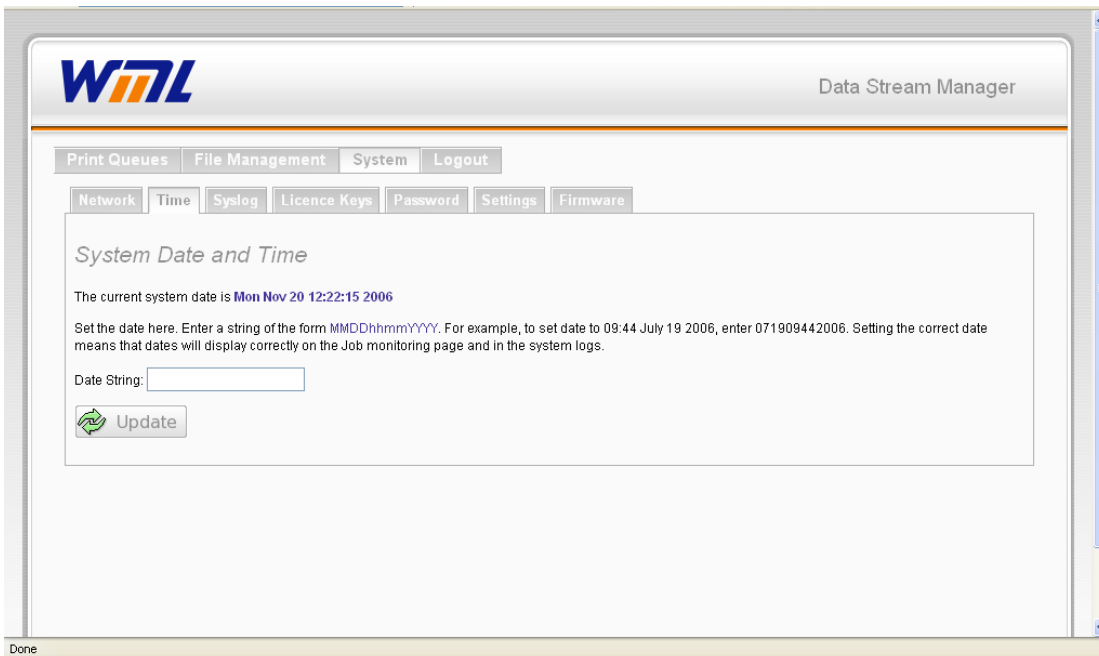 WML
Data Stream Manager
Print Queues File Management System Logout
Network Time Syslog Licence Keys Password Settings Firmware
System Date and Time
The current system date is Mon Nov 20 12:22:15 2006
Set the date here. Enter a string of the form MMDDhhmmYYYY. For example, to set date to 09:44 July 19 2006, enter 071909442006. Setting the correct date
means that dates will display correctly on the Job monitoring page and in the system logs.
Date String:
Update
Done